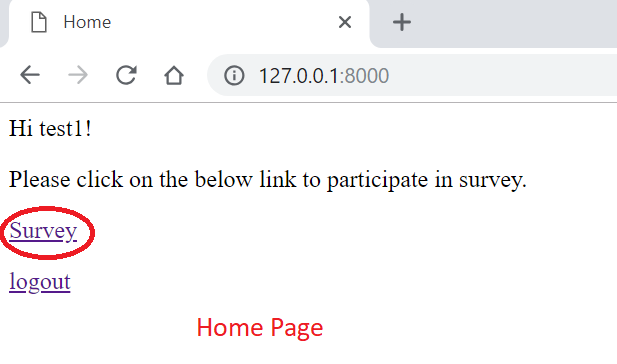 Home
127.0.0.1:8000
Hi test1!
Please click on the below link to participate in survey.
Survey
logout
Home Page